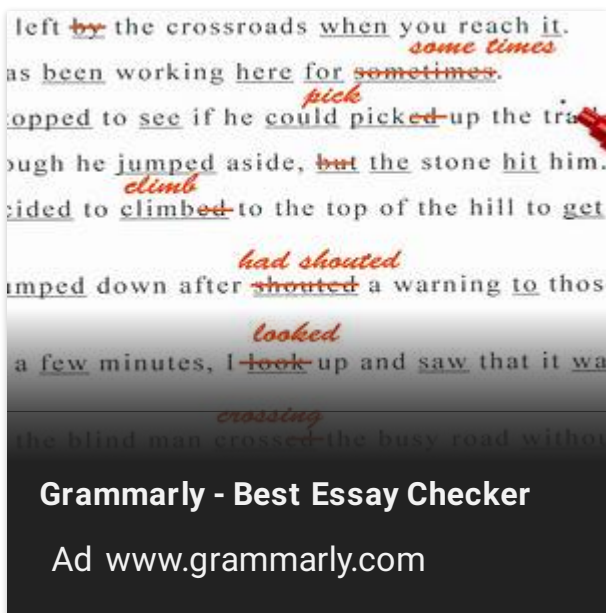 left by the crossroads when you reach it.
some times
as been working here for sometimes.
pick
opped to see if he could picked up the
ough he jumped aside, but the stone hit him.
climb
cided to climbed to the top of the hill to get
had shouted
mped down after shouted a warning to thos
looked
a few minutes, I look up and saw that it wa
crossing
the blind man crossed the busy road withou
Grammarly - Best Essay Checker
Ad www.grammarly.com